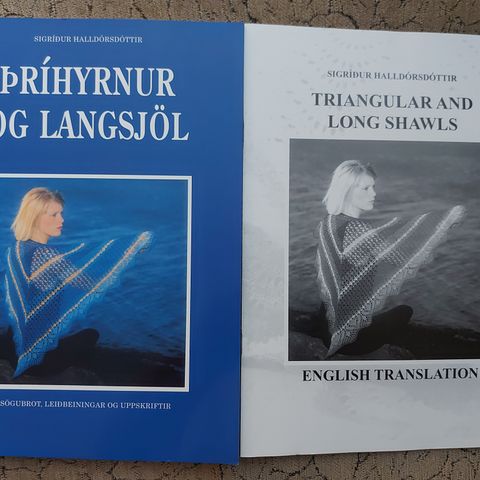 SIGRÍÐUR HALLDÓRSDÓTTIR
ÞRÍHYRNUR
OG LANGSJÖL
SÖGUBROT, LEIÐBEININGAR OG UPPSKRIFTIR
SIGRÍÐUR HALLDÓRSDÓTTIR
TRIANGULAR AND
LONG SHAWLS
ENGLISH TRANSLATION